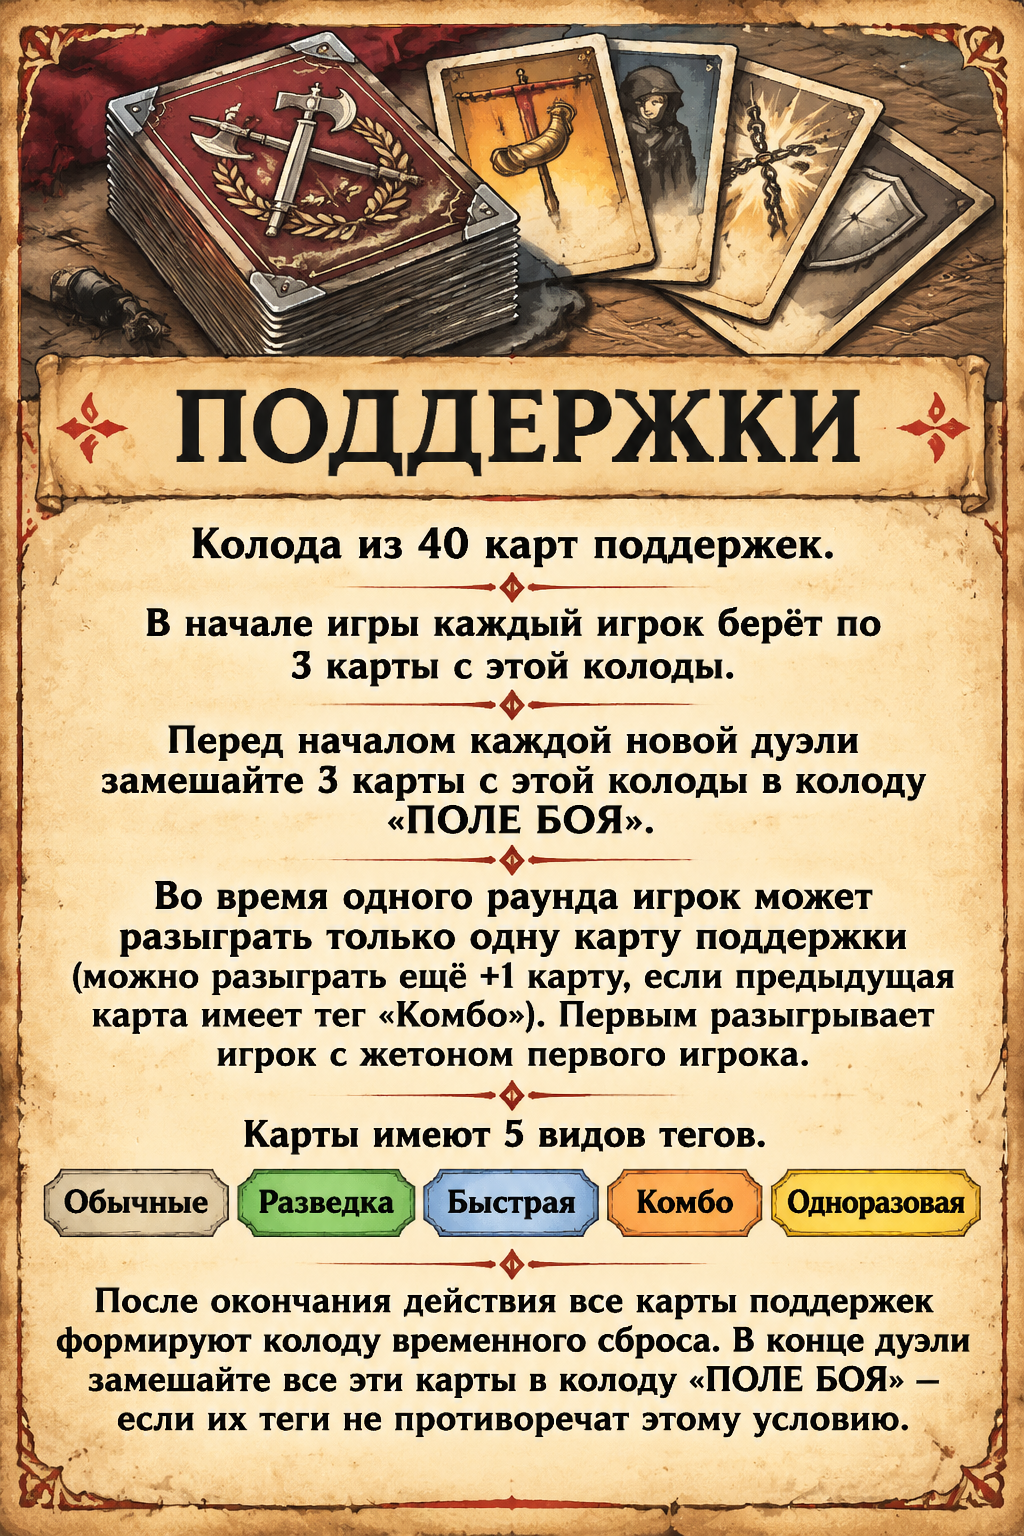 ПОДДЕРЖКИ
Колода из 40 карт поддержек.
В начале игры каждый игрок берёт по
3 карты с этой колоды.
Перед началом каждой новой дуэли
замешайте 3 карты с этой колоды в колоду
«ПОЛЕ БОЯ».
Во время одного раунда игрок может
разыграть только одну карту поддержки
(можно разыграть ещё +1 карту, если предыдущая
карта имеет тег «Комбо»). Первым разыгрывает
игрок с жетоном первого игрока.
Карты имеют 5 видов тегов.
Обычные
Разведка
Быстрая
Комбо
Одноразовая
После окончания действия все карты поддержек
формируют колоду временного сброса. В конце дуэли
замешайте все эти карты в колоду «ПОЛЕ БОЯ» —
если их теги не противоречат этому условию.